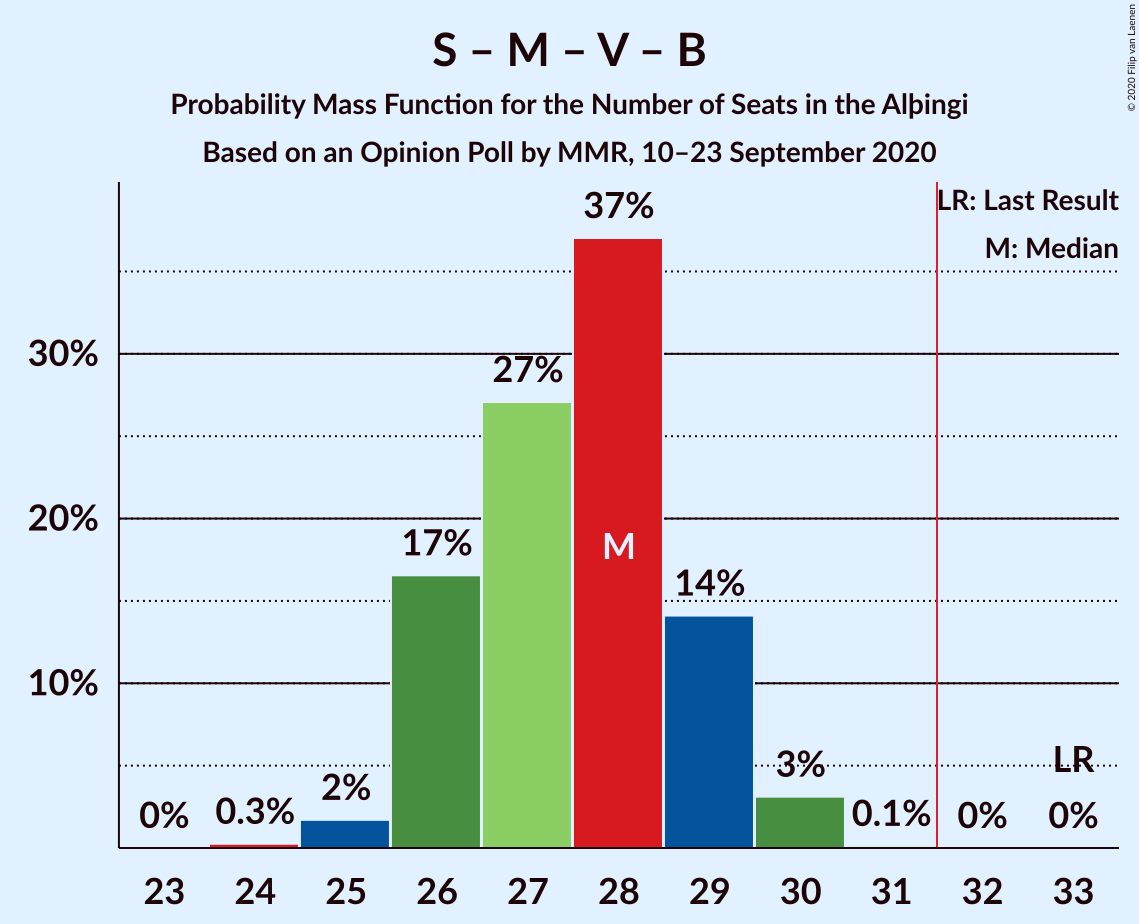 S – M – V – B
Probability Mass Function for the Number of Seats in the Alþingi
Based on an Opinion Poll by MMR, 10–23 September 2020
© 2020 Filip van Laenen
LR: Last Result
M: Median
37%
30%
27%
20%
17%
M
14%
10%
3%
LR
0%
0.3%
2%
0.1%
0%
0%
23 24 25 26 27 28 29 30 31 32 33